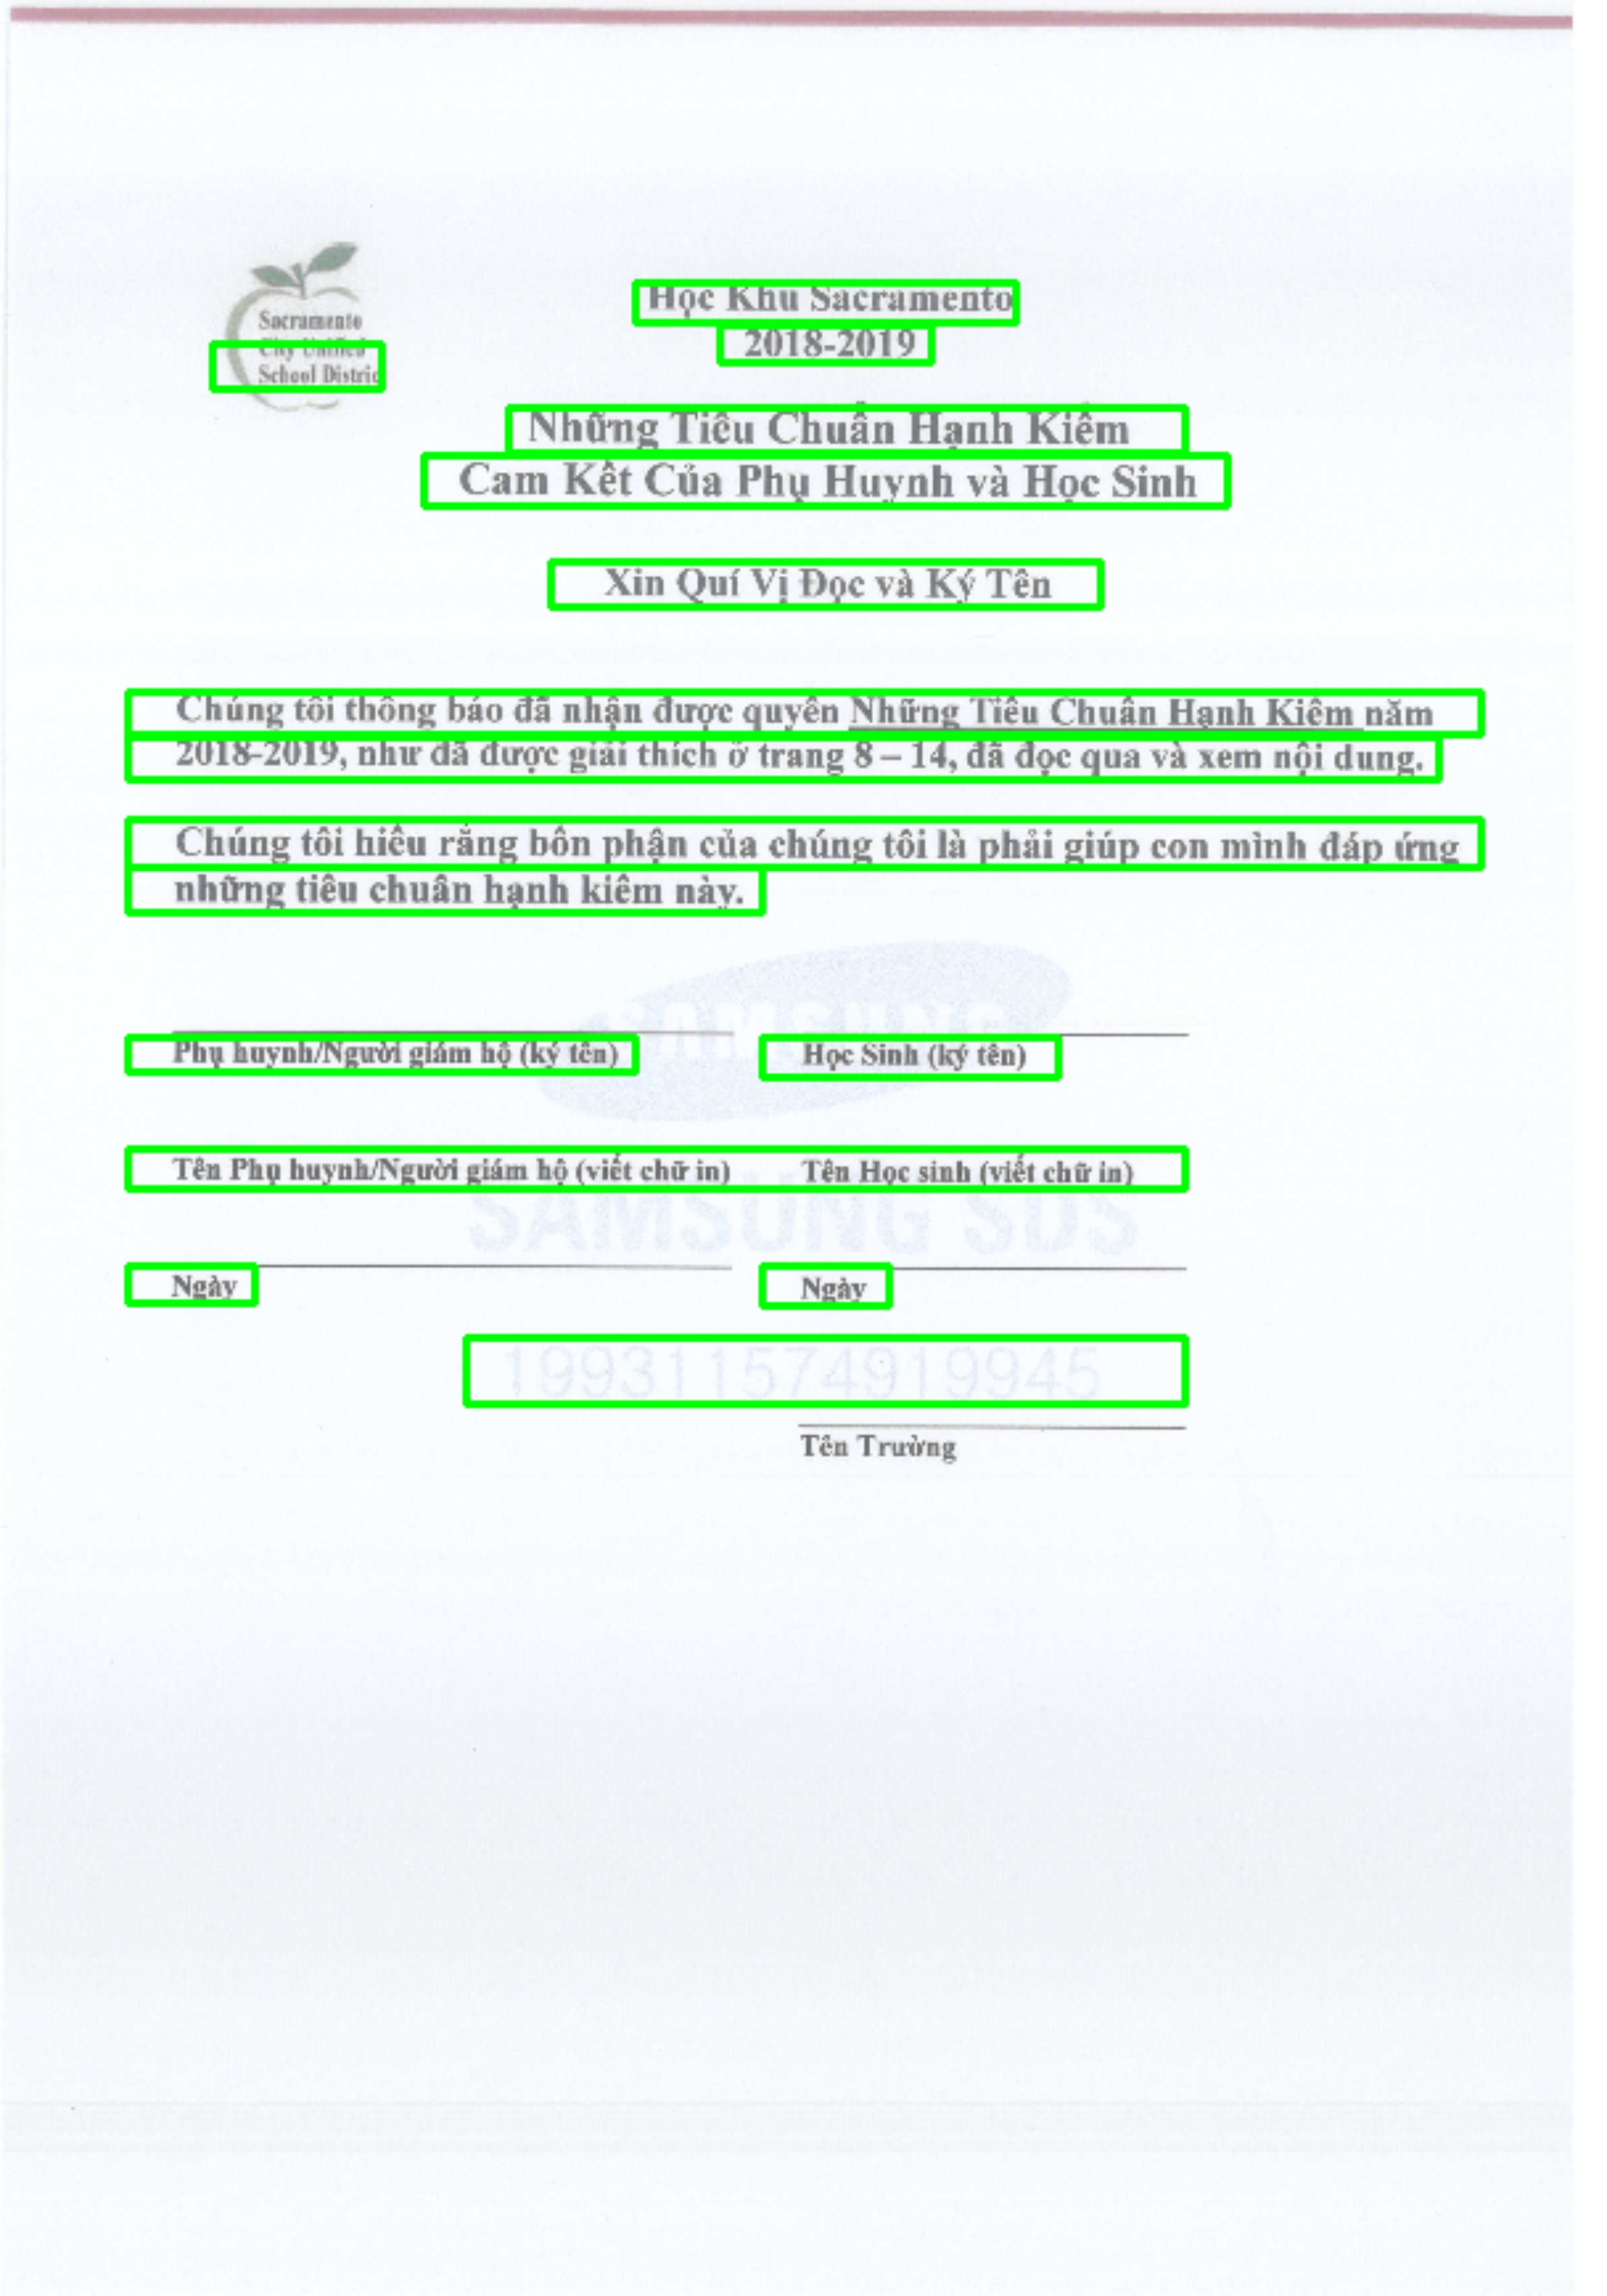 Sacramento
City Unified
School District
Học Khu Sacramento
2018-2019
Những Tiêu Chuẩn Hạnh Kiểm
Cam Kết Của Phụ Huynh và Học Sinh
Xin Quí Vị Đọc và Ký Tên
Chúng tôi thông báo đã nhận được quyển Những Tiêu Chuẩn Hạnh Kiểm năm
2018-2019, như đã được giải thích ở trang 8 – 14, đã đọc qua và xem nội dung.
Chúng tôi hiểu rằng bổn phận của chúng tôi là phải giúp con mình đáp ứng
những tiêu chuẩn hạnh kiểm này.
SAMSUNG
Phụ huynh/Người giám hộ (ký tên) Học Sinh (ký tên)
Tên Phụ huynh/Người giám hộ (viết chữ in) Tên Học sinh (viết chữ in)
SAMSUNG SDS
Ngày Ngày
199311574919945
Tên Trường